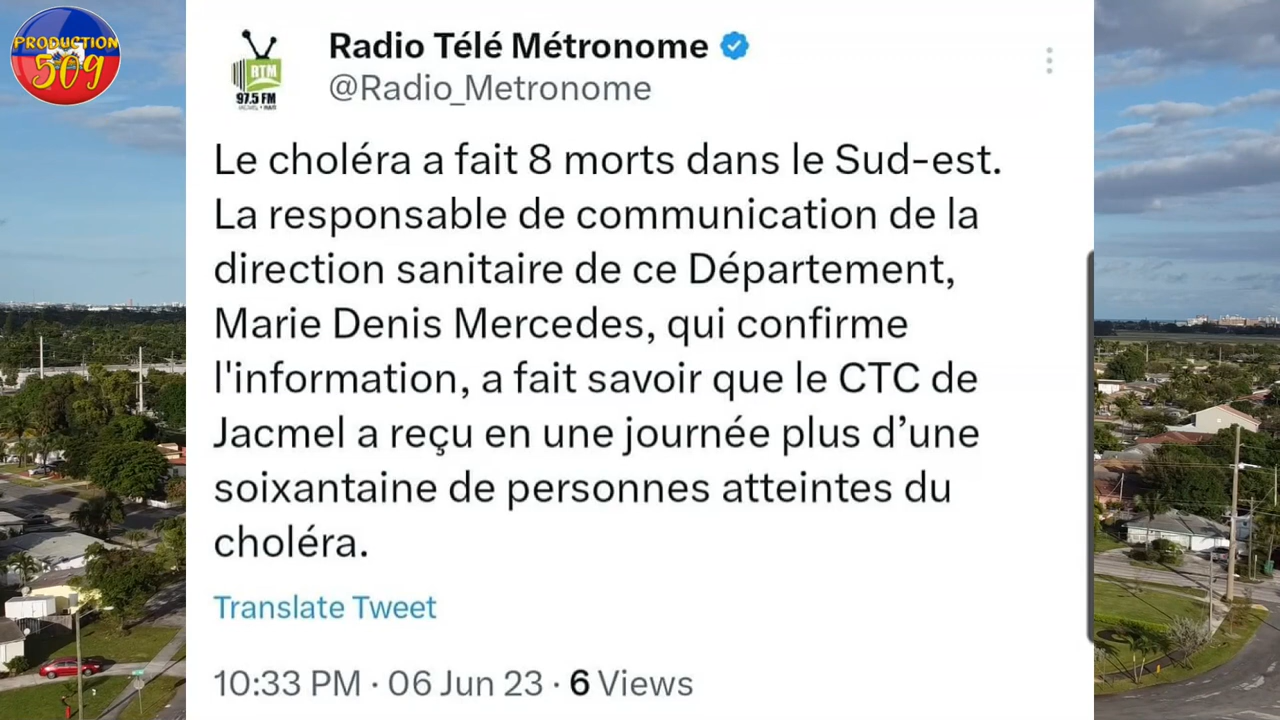 PRODUCTION
509
RTM
97.5 FM
Radio Télé Métronome
@Radio_Metronome
Le choléra a fait 8 morts dans le Sud-est.
La responsable de communication de la
direction sanitaire de ce Département,
Marie Denis Mercedes, qui confirme
l'information, a fait savoir que le CTC de
Jacmel a reçu en une journée plus d’une
soixantaine de personnes atteintes du
choléra.
Translate Tweet
10:33 PM · 06 Jun 23 · 6 Views